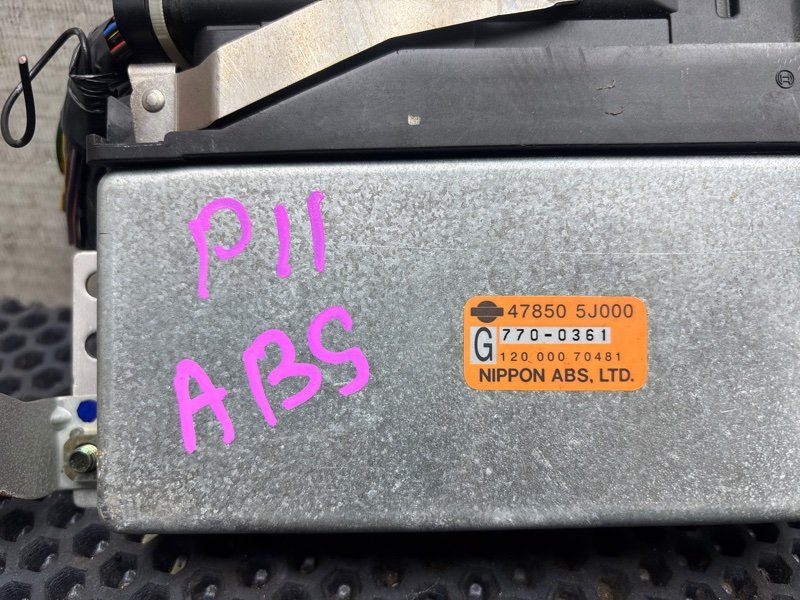 P11
ABS
47850 5J000
G 770-0361
120 000 70481
NIPPON ABS, LTD.